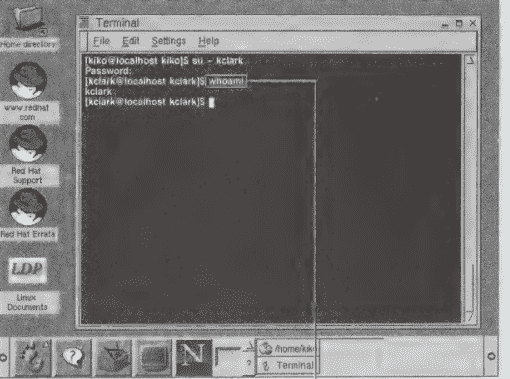 Home directory
www.redhat
com
Red Hat
Support
Red Hat Errata
LDP
Linux
Documents
Terminal
File Edit Settings Help
[kiko@localhost kiko]$ su - kclark
Password:
[kclark@localhost kclark]$ whoami
kclark
[kclark@localhost kclark]$
N
?
/home/kiko
Terminal